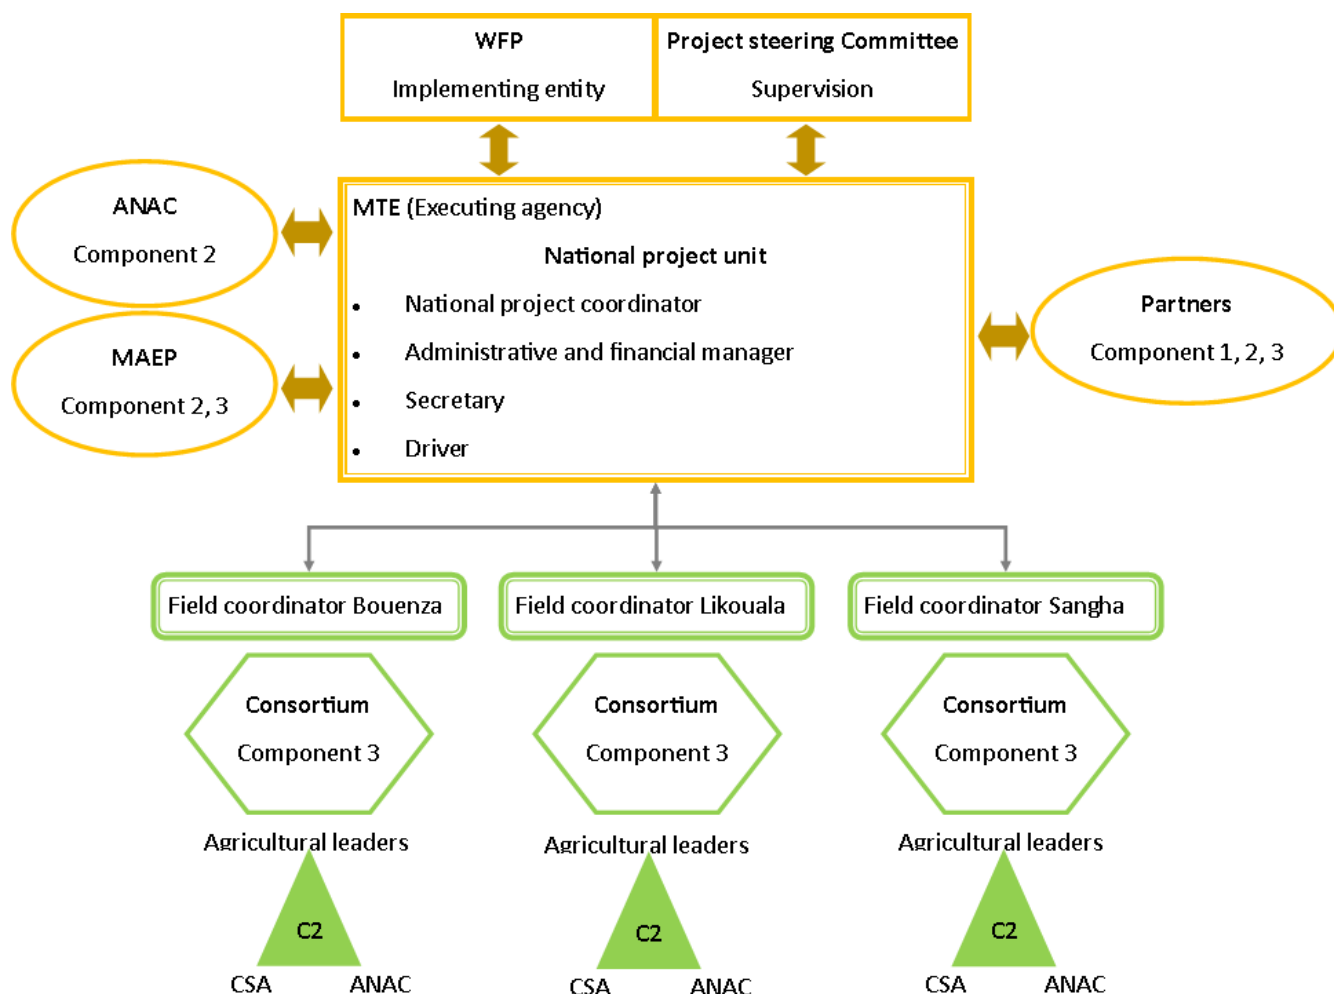 WFP
Implementing entity
Project steering Committee
Supervision
ANAC
Component 2
MAEP
Component 2, 3
MTE (Executing agency)
National project unit
• National project coordinator
• Administrative and financial manager
• Secretary
• Driver
Partners
Component 1, 2, 3
Field coordinator Bouenza
Field coordinator Likouala
Field coordinator Sangha
Consortium
Component 3
Consortium
Component 3
Consortium
Component 3
Agricultural leaders
Agricultural leaders
Agricultural leaders
C2
C2
C2
CSA
ANAC
CSA
ANAC
CSA
ANAC